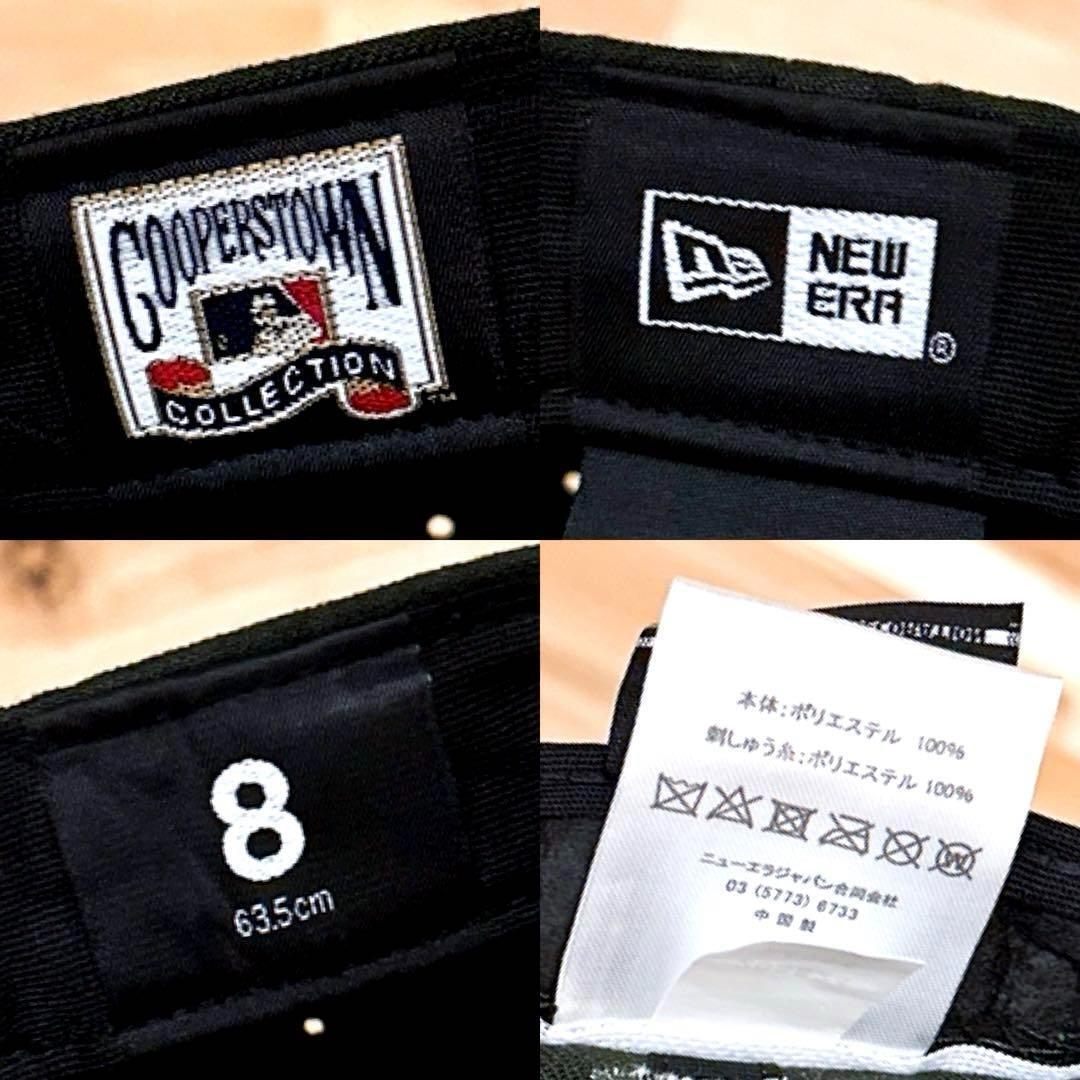 COOPERSTOWN
COLLECTION
TM
NEW
ERA
®
8
63.5cm
本体:ポリエステル 100%
刺しゅう糸:ポリエステル 100%
W
ニューエラジャパン合同会社
03 (5773) 6733
中国製